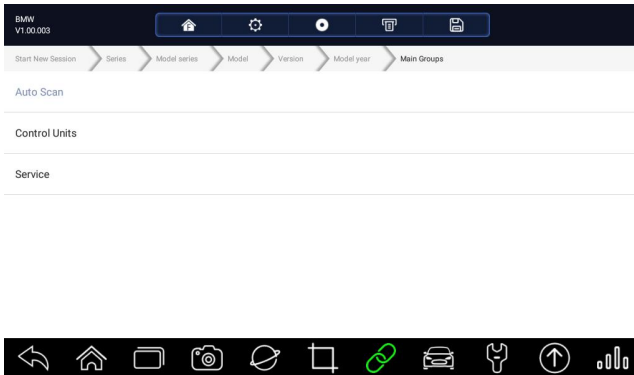 BMW
V1.00.003
Start New Session Series Model series Model Version Model year Main Groups
Auto Scan
Control Units
Service